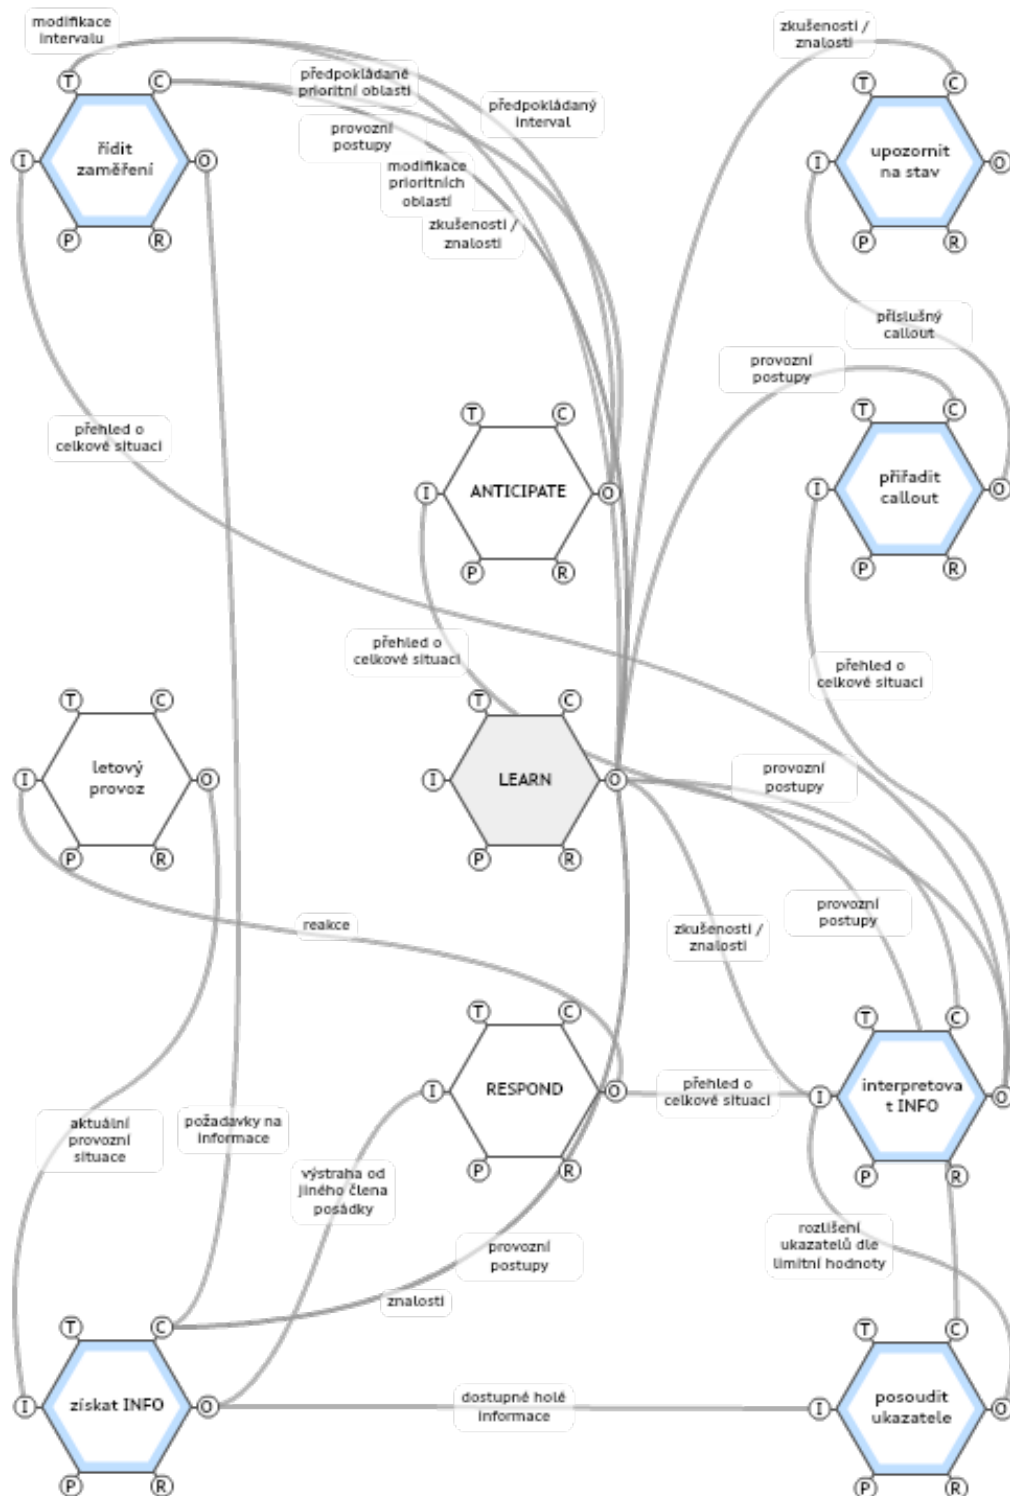 modifikace
intervalu
zkušenosti /
znalosti
T
C
předpokládané
prioritní oblasti
předpokládaný
interval
T
C
provozní
postupy
I
řídit
zaměření
O
I
upozornit
na stav
O
modifikace
prioritních
oblastí
zkušenosti /
znalosti
P
R
P
R
příslušný
callout
provozní
postupy
přehled o
celkové situaci
T
C
T
C
I
ANTICIPATE
O
I
přiřadit
callout
O
P
R
P
R
přehled o
celkové situaci
přehled o
celkové situaci
T
C
T
C
I
letový
provoz
O
I
LEARN
O
provozní
postupy
P
R
P
R
reakce
zkušenosti /
znalosti
provozní
postupy
T
C
T
C
I
RESPOND
O
přehled o
celkové situaci
I
interpretova
t INFO
O
aktuální
provozní
situace
požadavky na
informace
P
R
P
R
výstraha od
jiného člena
posádky
provozní
postupy
rozlišení
ukazatelů dle
limitní hodnoty
znalosti
T
C
T
C
I
získat INFO
O
dostupné holé
informace
I
posoudit
ukazatele
O
P
R
P
R